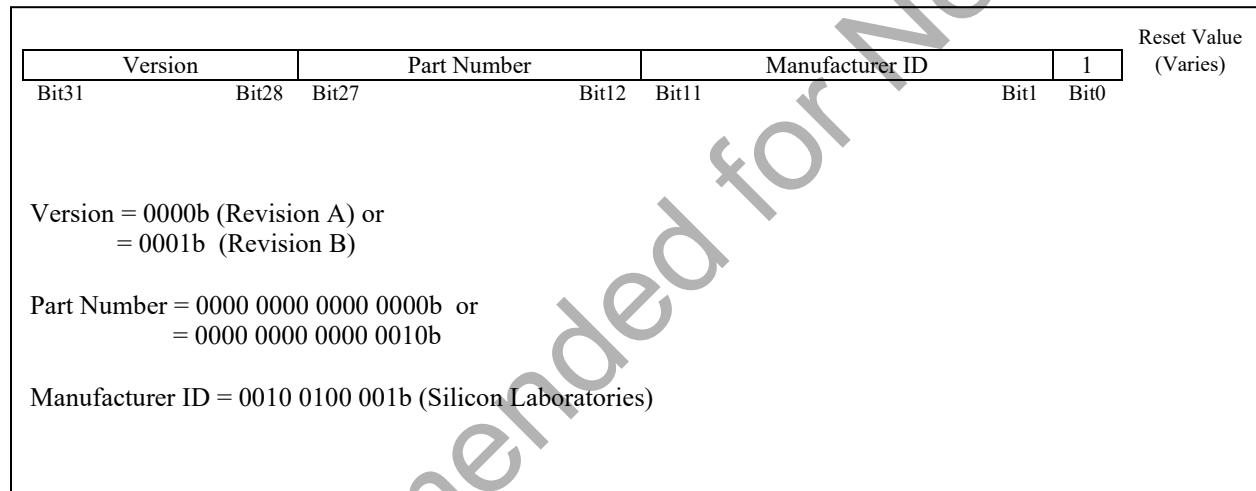 Reset Value
Version Part Number Manufacturer ID 1 (Varies)
Bit31 Bit28 Bit27 Bit12 Bit11 Bit1 Bit0
Version = 0000b (Revision A) or
= 0001b (Revision B)
Part Number = 0000 0000 0000 0000b or
= 0000 0000 0000 0010b
Manufacturer ID = 0010 0100 001b (Silicon Laboratories)
mended for N